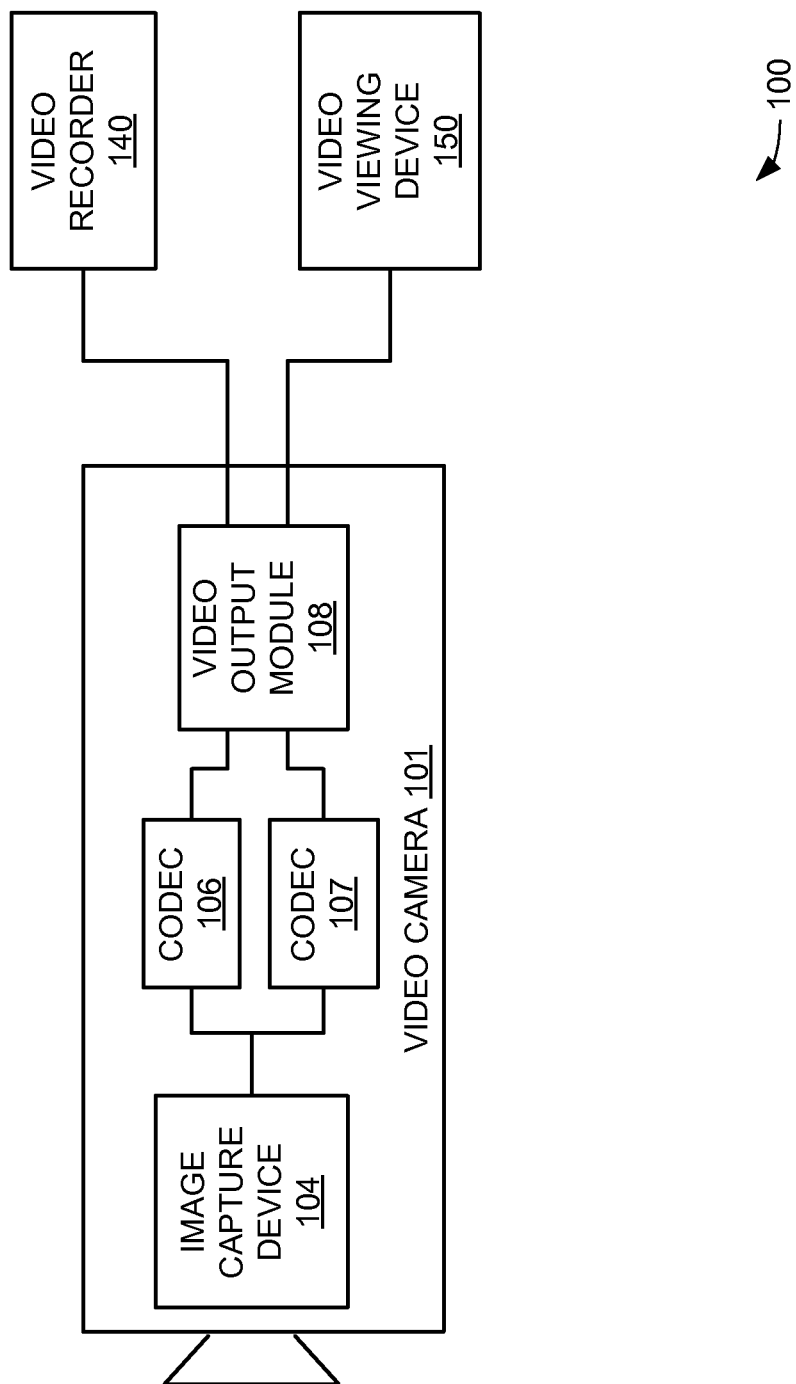 VIDEO
RECORDER
140
VIDEO
VIEWING
DEVICE
150
100
VIDEO
OUTPUT
MODULE
108
CODEC
106
CODEC
107
VIDEO CAMERA 101
IMAGE
CAPTURE
DEVICE
104